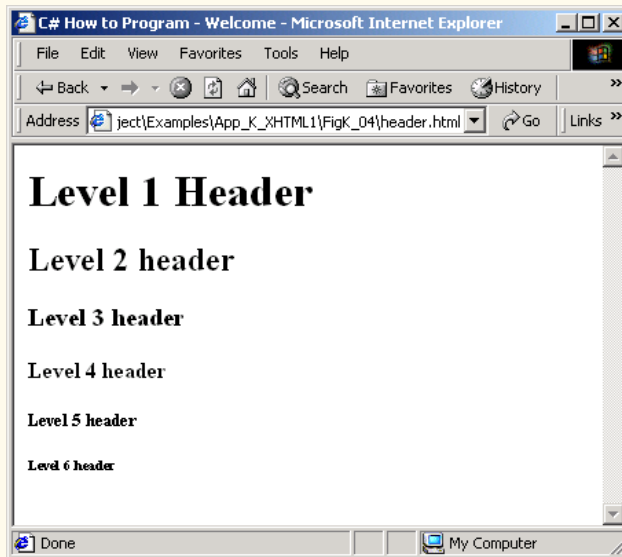 C# How to Program - Welcome - Microsoft Internet Explorer
File Edit View Favorites Tools Help
Back Search Favorites History »
Address ject\Examples\App_K_XHTML1\FigK_04\header.html Go Links »
Level 1 Header
Level 2 header
Level 3 header
Level 4 header
Level 5 header
Level 6 header
Done My Computer